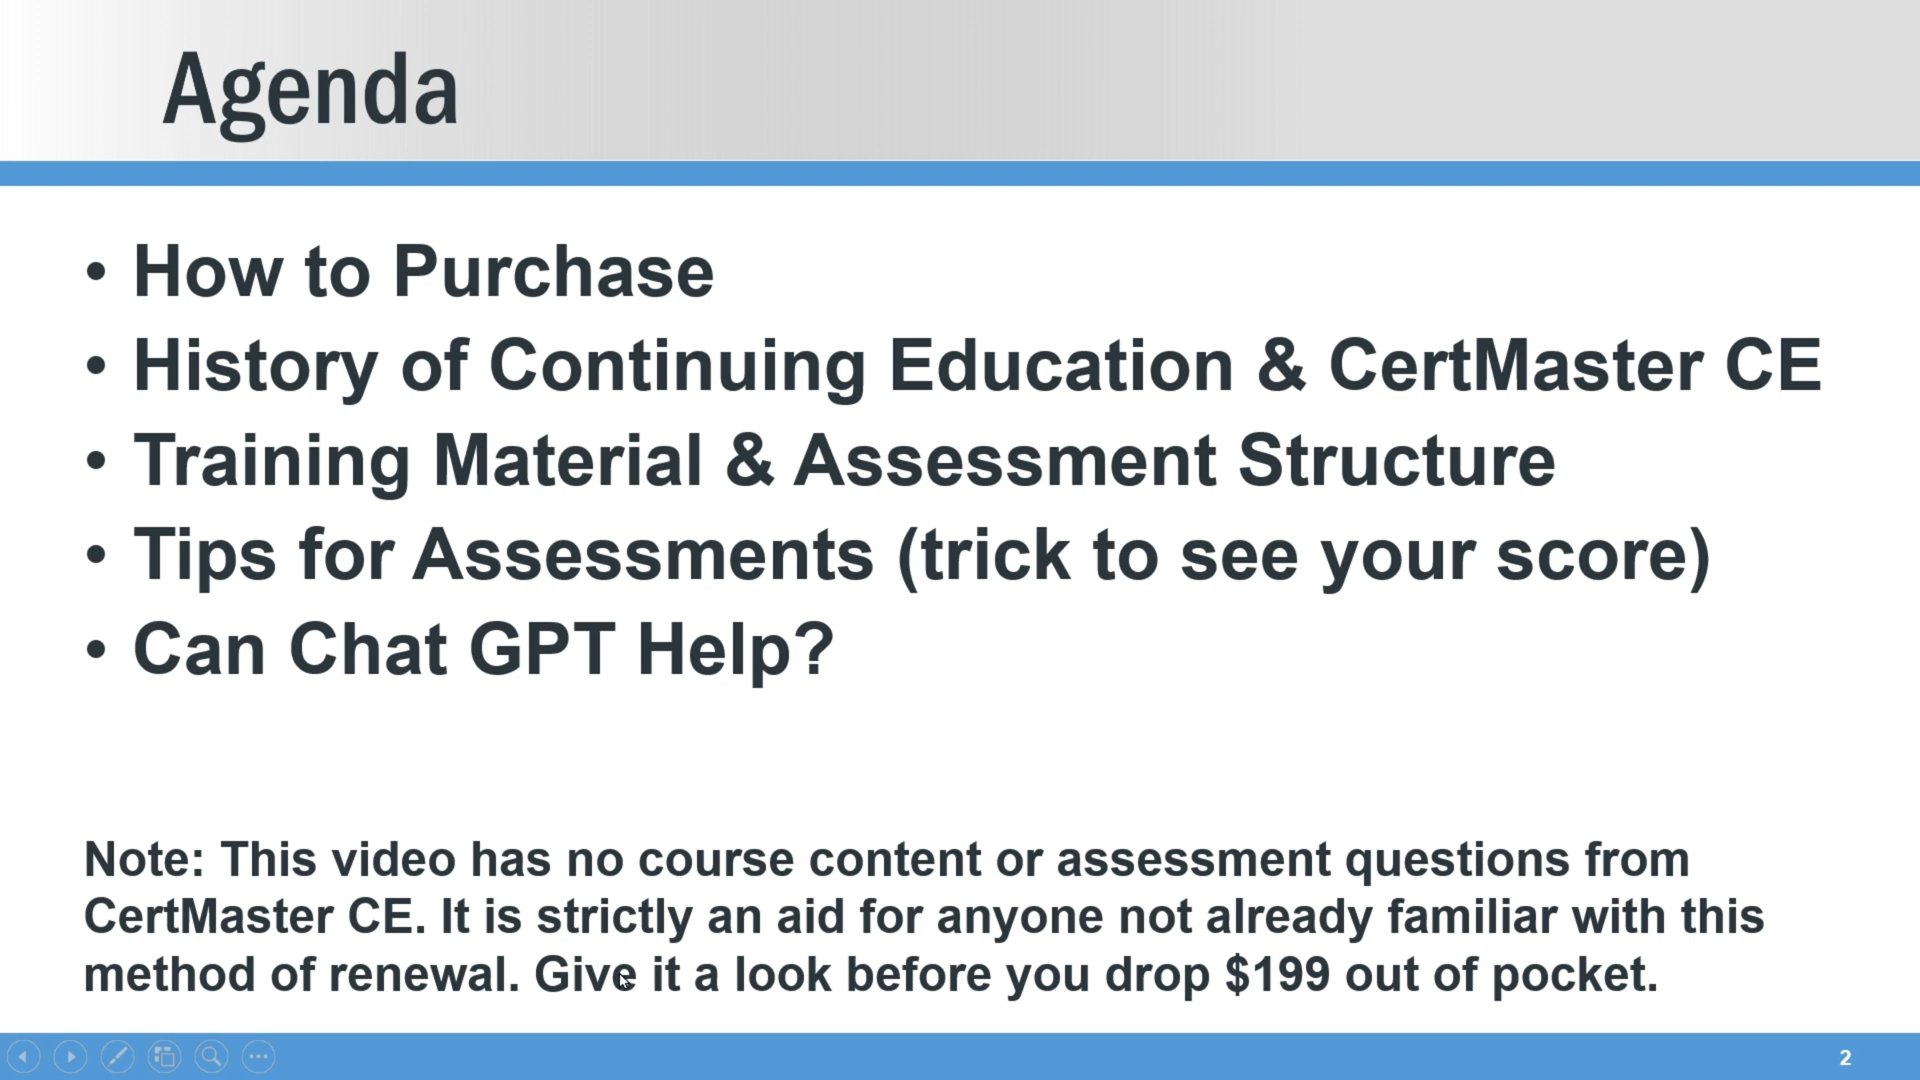 Agenda
• How to Purchase
• History of Continuing Education & CertMaster CE
• Training Material & Assessment Structure
• Tips for Assessments (trick to see your score)
• Can Chat GPT Help?
Note: This video has no course content or assessment questions from
CertMaster CE. It is strictly an aid for anyone not already familiar with this
method of renewal. Give it a look before you drop $199 out of pocket.
2